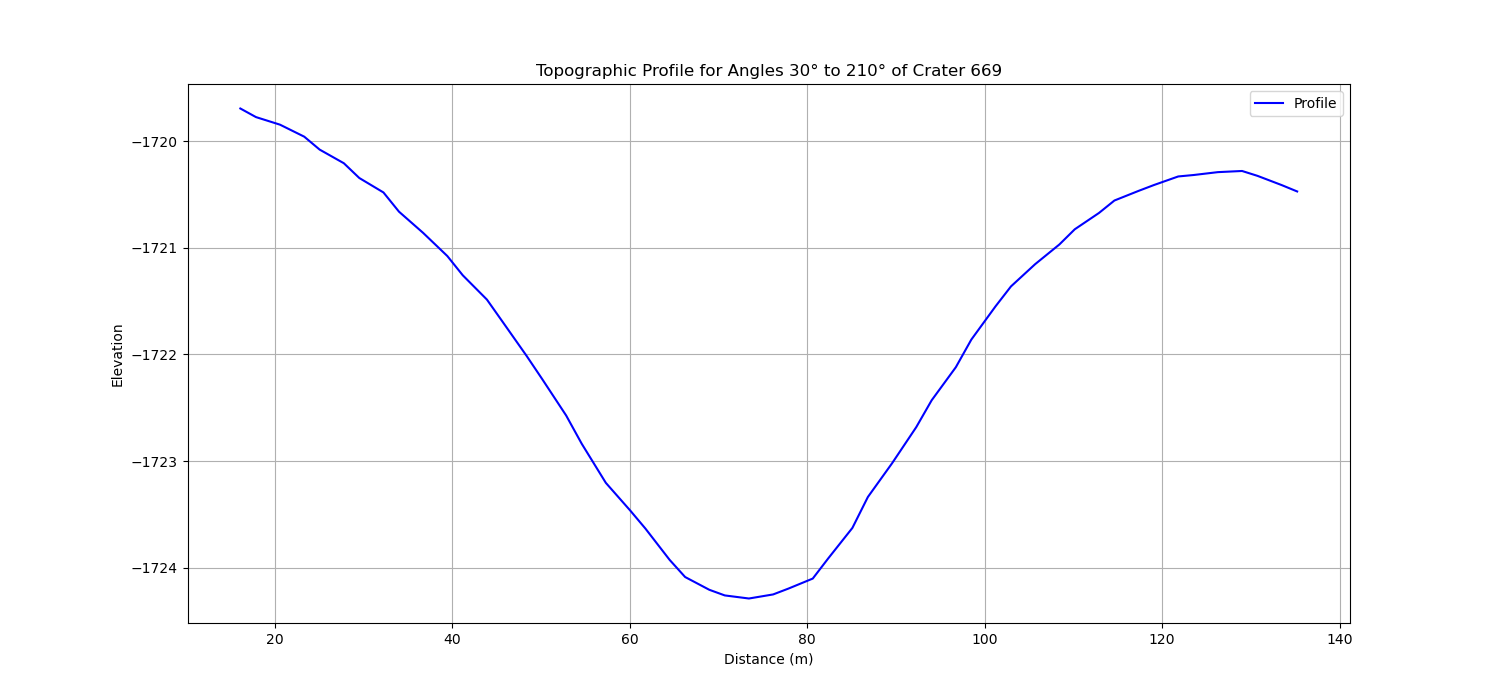 Topographic Profile for Angles 30° to 210° of Crater 669
Profile
−1720
−1721
−1722
−1723
−1724
Elevation
20 40 60 80 100 120 140
Distance (m)